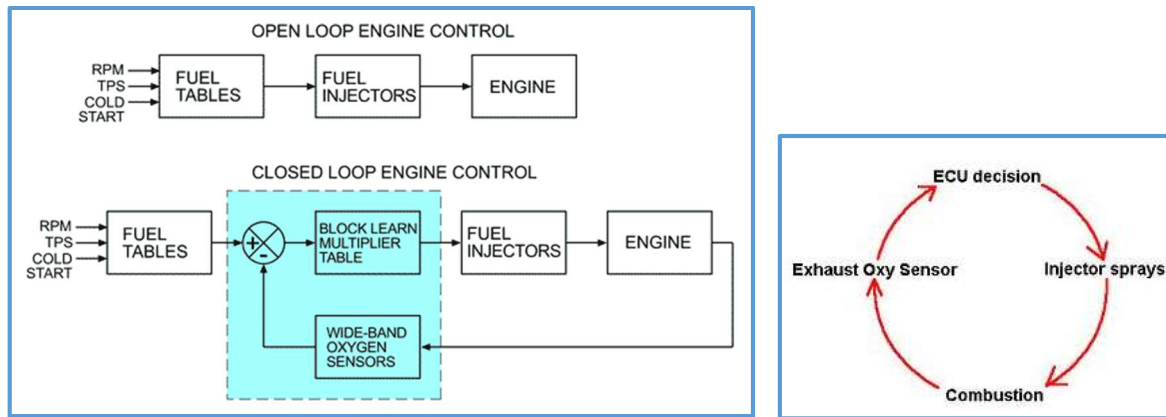 OPEN LOOP ENGINE CONTROL
RPM
TPS
COLD
START
FUEL
TABLES
FUEL
INJECTORS
ENGINE
CLOSED LOOP ENGINE CONTROL
RPM
TPS
COLD
START
FUEL
TABLES
+
-
BLOCK LEARN
MULTIPLIER
TABLE
FUEL
INJECTORS
ENGINE
WIDE-BAND
OXYGEN
SENSORS
ECU decision
Exhaust Oxy Sensor
Injector sprays
Combustion